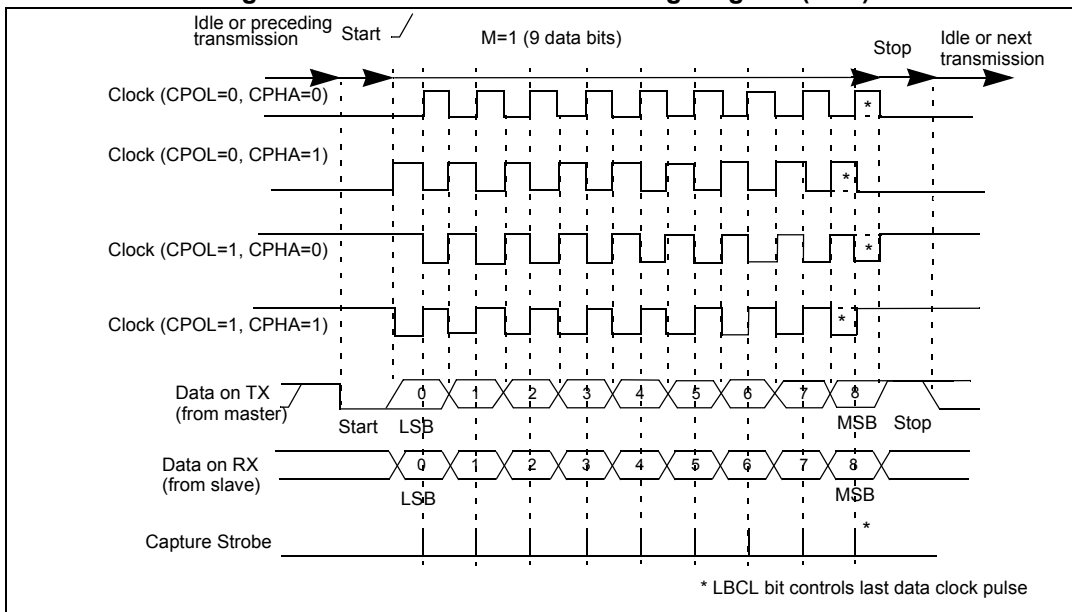 Idle or preceding
transmission
Start
M=1 (9 data bits)
Stop
Idle or next
transmission
Clock (CPOL=0, CPHA=0)
*
Clock (CPOL=0, CPHA=1)
*
Clock (CPOL=1, CPHA=0)
*
Clock (CPOL=1, CPHA=1)
*
Data on TX
(from master)
0 1 2 3 4 5 6 7 8
Start LSB MSB Stop
Data on RX
(from slave)
0 1 2 3 4 5 6 7 8
LSB MSB
*
Capture Strobe
* LBCL bit controls last data clock pulse